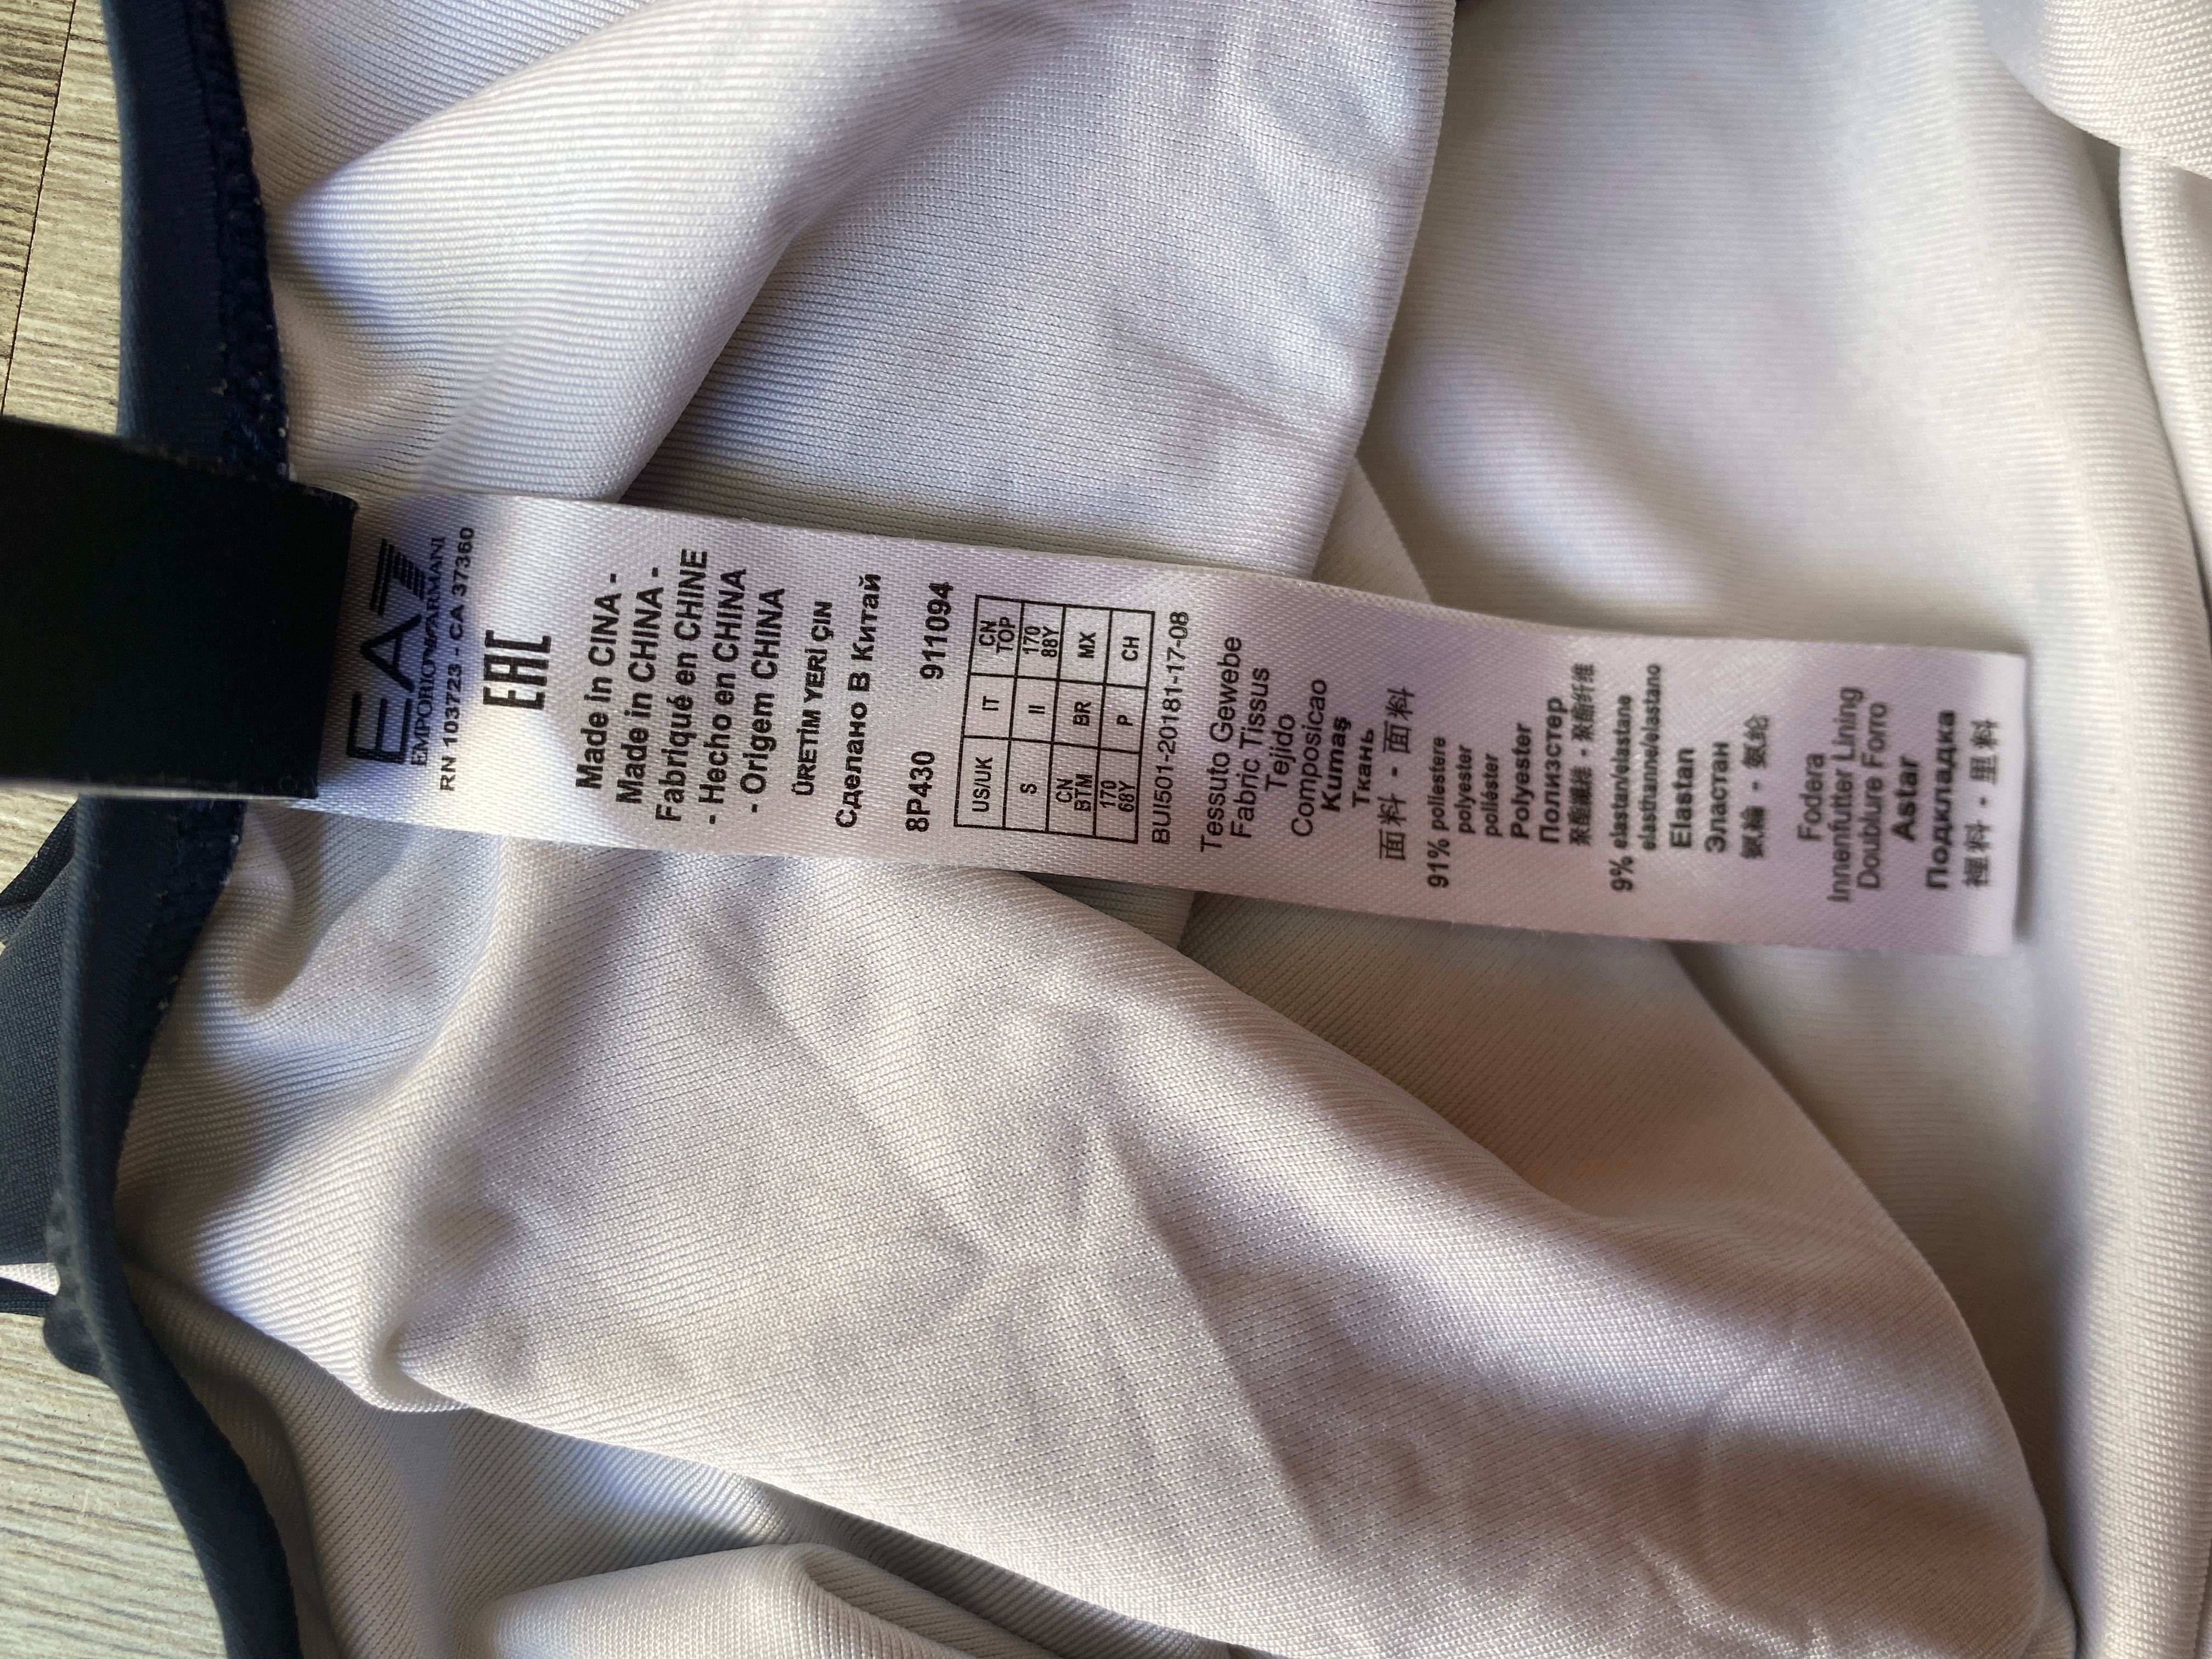 EA7
EMPORIO ARMANI
RN 103723 - CA 37360
EAC
Made in CINA -
Made in CHINA -
Fabriqué en CHINE
- Hecho en CHINA
- Origem CHINA
ÜRETİM YERİ ÇIN
Сделано В Китай
8P430 911094
US/UK IT CN TOP
S II 170 88Y
CN BTM BR MX
170 68Y P CH
BUI501-20181-17-08
Tessuto Gewebe
Fabric Tissus
Tejido
Composicao
Kumaş
Ткань
面料 - 面料
91% poliestere
polyester
poliéster
Polyester
Полиэстер
聚酯纖維 - 聚酯纤维
9% elastan/elastane
elasthanne/elastano
Elastan
Эластан
氨綸 - 氨纶
Fodera
Innenfutter Lining
Doublure Forro
Astar
Подкладка
裡料 - 里料